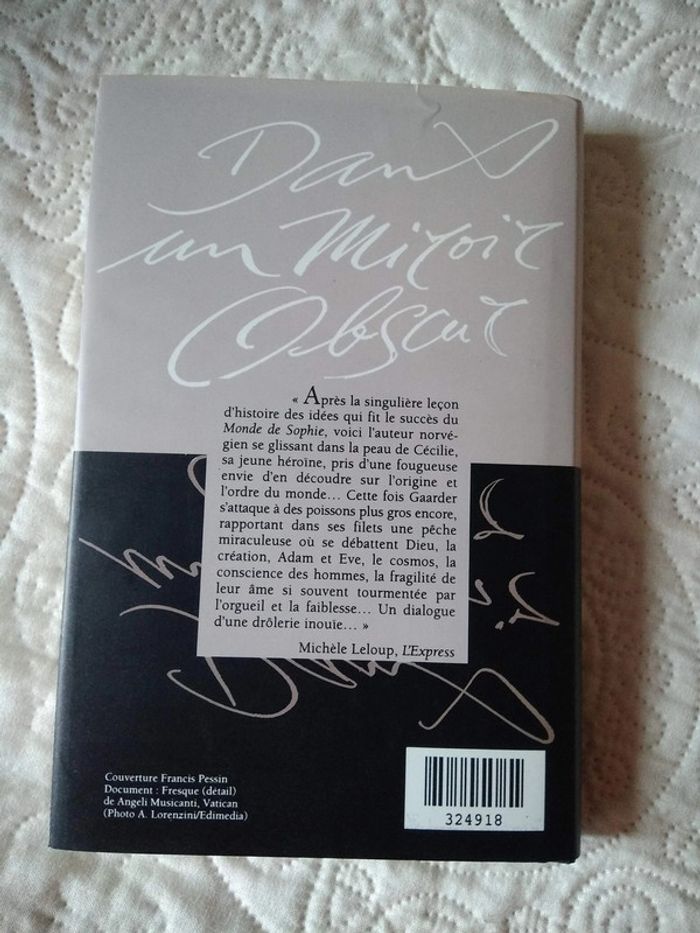 Dans
un Miroir
Obscur
« Après la singulière leçon
d'histoire des idées qui fit le succès du
Monde de Sophie, voici l'auteur norvé-
gien se glissant dans la peau de Cécilie,
sa jeune héroïne, pris d'une fougueuse
envie d'en découdre sur l'origine et
l'ordre du monde... Cette fois Gaarder
s'attaque à des poissons plus gros encore,
rapportant dans ses filets une pêche
miraculeuse où se débattent Dieu, la
création, Adam et Eve, le cosmos, la
conscience des hommes, la fragilité de
leur âme si souvent tourmentée par
l'orgueil et la faiblesse... Un dialogue
d'une drôlerie inouïe... »
Michèle Leloup, L'Express
Couverture Francis Pessin
Document : Fresque (détail)
de Angeli Musicanti, Vatican
(Photo A. Lorenzini/Edimedia)
324918